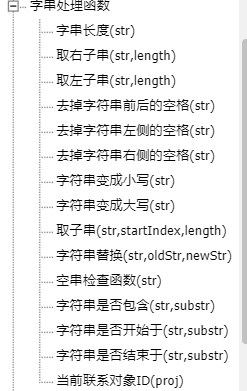 字串处理函数
字串长度(str)
取右子串(str,length)
取左子串(str,length)
去掉字符串前后的空格(str)
去掉字符串左侧的空格(str)
去掉字符串右侧的空格(str)
字符串变成小写(str)
字符串变成大写(str)
取子串(str,startIndex,length)
字符串替换(str,oldStr,newStr)
空串检查函数(str)
字符串是否包含(str,substr)
字符串是否开始于(str,substr)
字符串是否结束于(str,substr)
当前联系对象ID(proj)